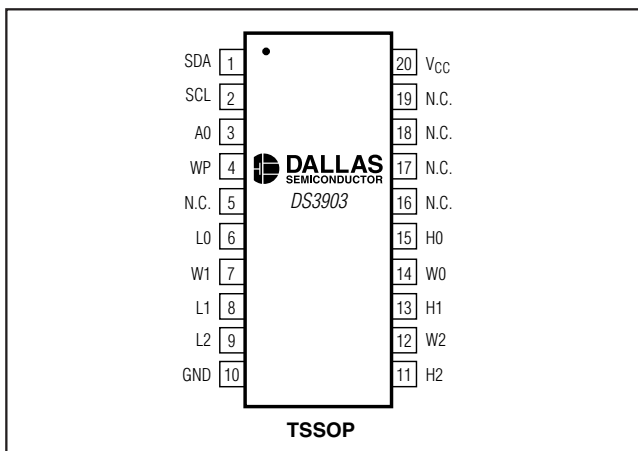 SDA 1 20 VCC
SCL 2 19 N.C.
A0 3 18 N.C.
WP 4 DALLAS SEMICONDUCTOR 17 N.C.
N.C. 5 DS3903 16 N.C.
L0 6 15 H0
W1 7 14 W0
L1 8 13 H1
L2 9 12 W2
GND 10 11 H2
TSSOP